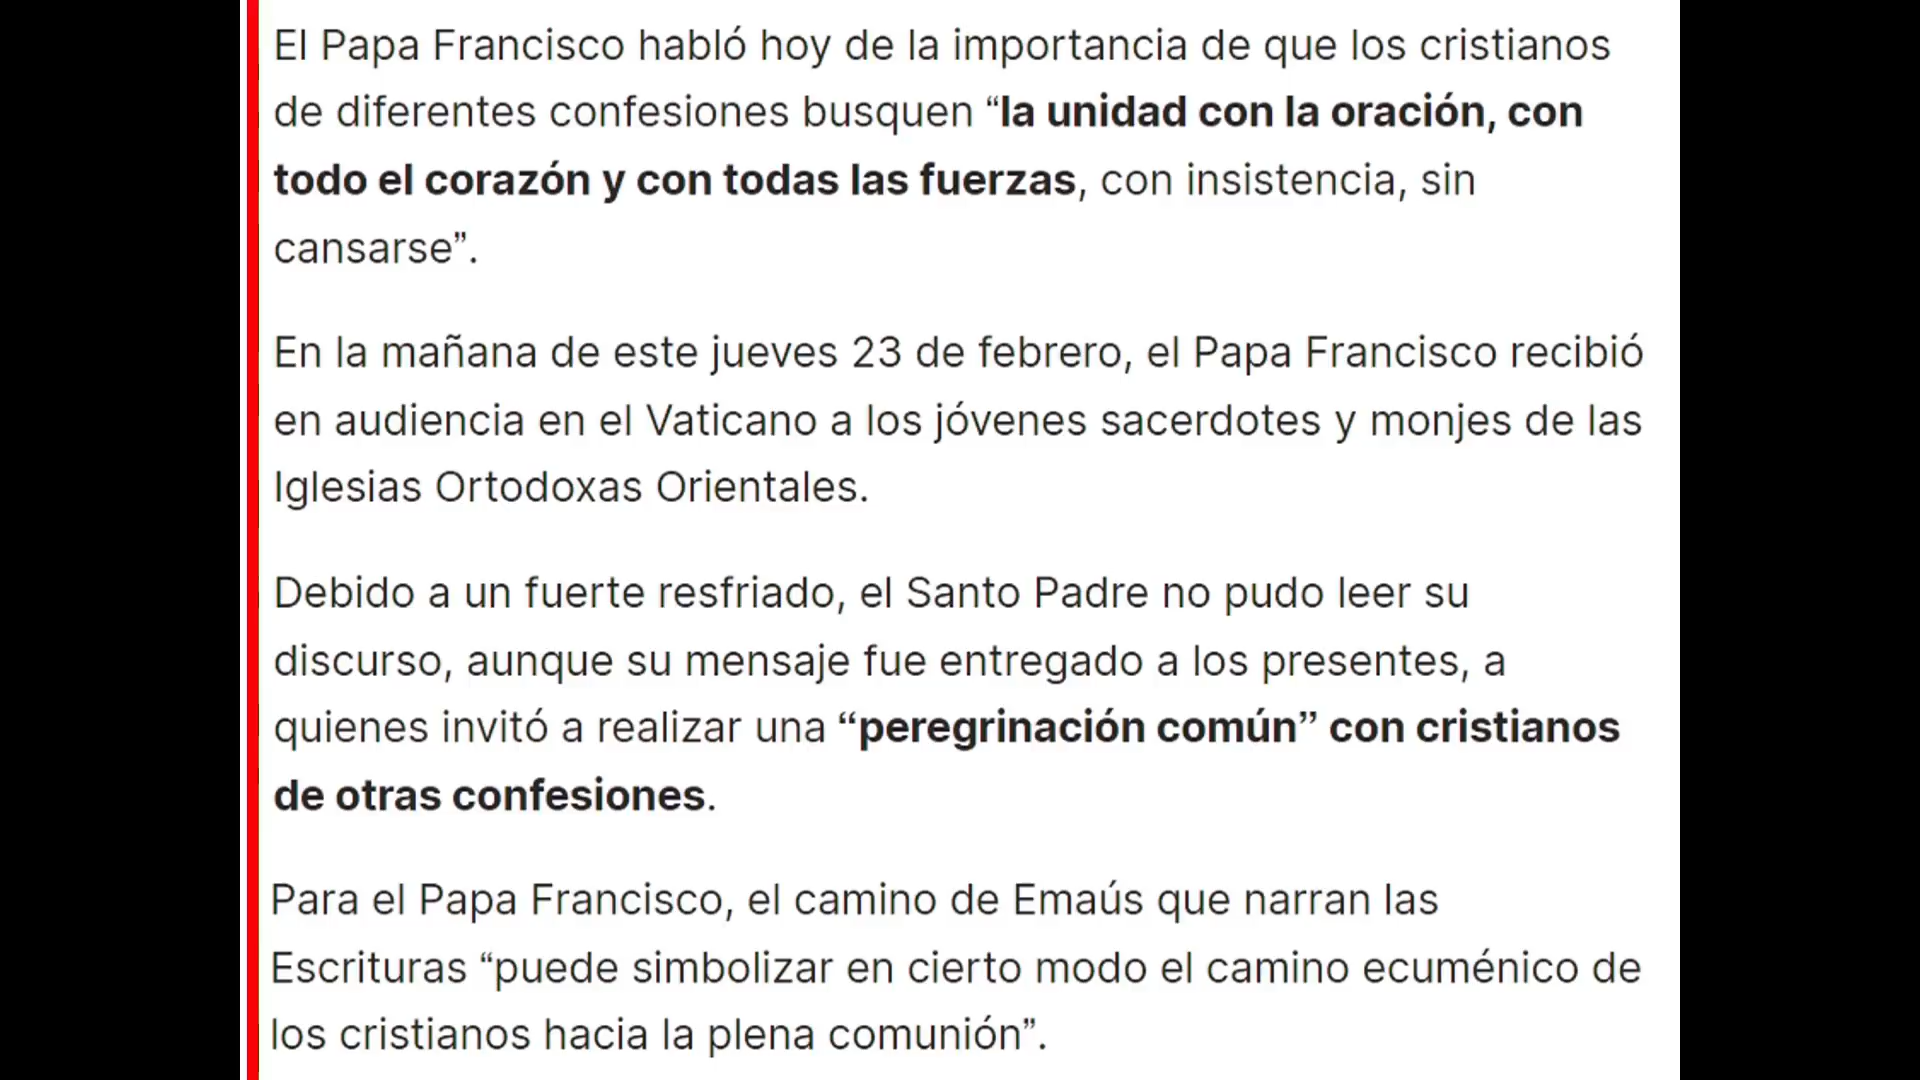 El Papa Francisco habló hoy de la importancia de que los cristianos
de diferentes confesiones busquen “la unidad con la oración, con
todo el corazón y con todas las fuerzas, con insistencia, sin
cansarse”.
En la mañana de este jueves 23 de febrero, el Papa Francisco recibió
en audiencia en el Vaticano a los jóvenes sacerdotes y monjes de las
Iglesias Ortodoxas Orientales.
Debido a un fuerte resfriado, el Santo Padre no pudo leer su
discurso, aunque su mensaje fue entregado a los presentes, a
quienes invitó a realizar una “peregrinación común” con cristianos
de otras confesiones.
Para el Papa Francisco, el camino de Emaús que narran las
Escrituras “puede simbolizar en cierto modo el camino ecuménico de
los cristianos hacia la plena comunión”.